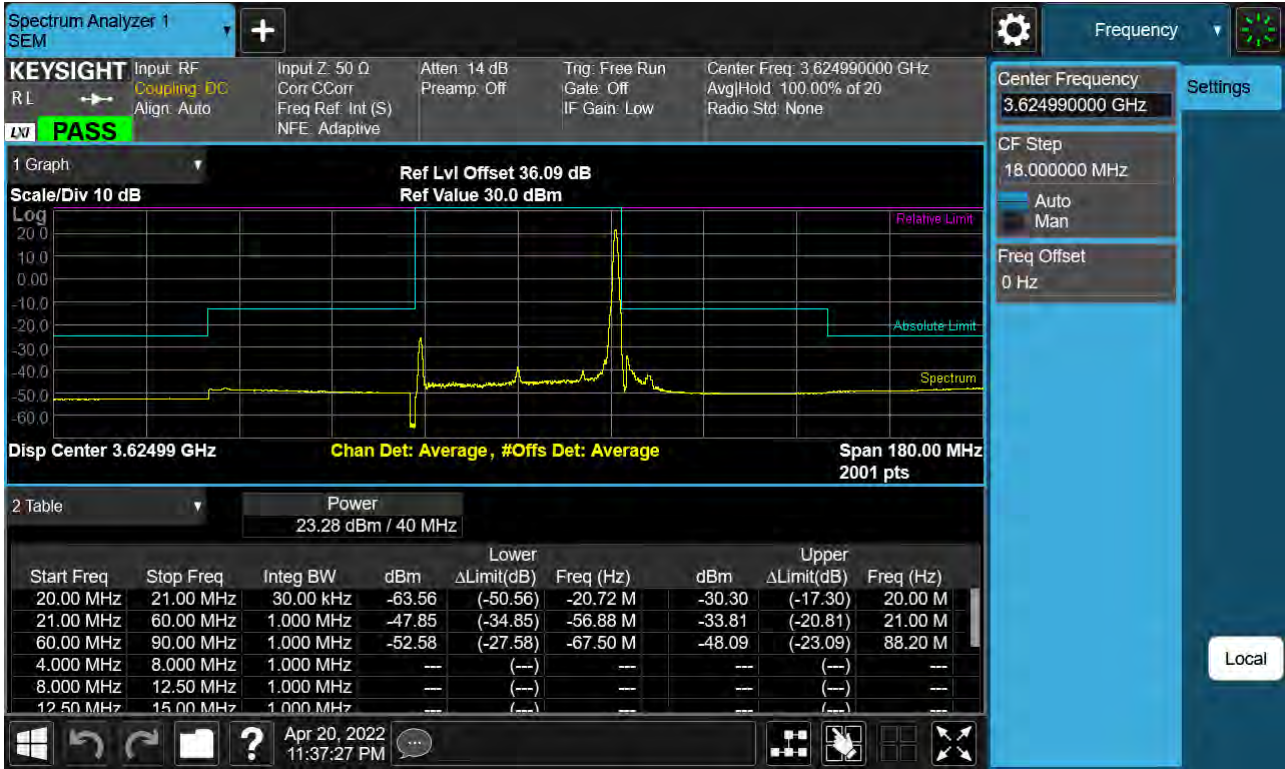 Spectrum Analyzer 1
SEM
+
Frequency
KEYSIGHT
RL
LXI PASS
Input: RF
Coupling: DC
Align: Auto
Input Z: 50 Ω
Corr CCorr
Freq Ref: Int (S)
NFE: Adaptive
Atten: 14 dB
Preamp: Off
Trig: Free Run
Gate: Off
IF Gain: Low
Center Freq: 3.624990000 GHz
Avg|Hold: 100.00% of 20
Radio Std: None
Center Frequency
3.624990000 GHz
Settings
CF Step
18.000000 MHz
Auto
Man
Freq Offset
0 Hz
Local
1 Graph
Scale/Div 10 dB
Ref Lvl Offset 36.09 dB
Ref Value 30.0 dBm
Log
20.0
10.0
0.00
-10.0
-20.0
-30.0
-40.0
-50.0
-60.0
Relative Limit
Absolute Limit
Spectrum
Disp Center 3.62499 GHz
Chan Det: Average, #Offs Det: Average
Span 180.00 MHz
2001 pts
2 Table
Power
23.28 dBm / 40 MHz
Lower Upper
Start Freq Stop Freq Integ BW dBm ΔLimit(dB) Freq (Hz) dBm ΔLimit(dB) Freq (Hz)
20.00 MHz 21.00 MHz 30.00 kHz -63.56 (-50.56) -20.72 M -30.30 (-17.30) 20.00 M
21.00 MHz 60.00 MHz 1.000 MHz -47.85 (-34.85) -56.88 M -33.81 (-20.81) 21.00 M
60.00 MHz 90.00 MHz 1.000 MHz -52.58 (-27.58) -67.50 M -48.09 (-23.09) 88.20 M
4.000 MHz 8.000 MHz 1.000 MHz --- (---) --- --- (---) ---
8.000 MHz 12.50 MHz 1.000 MHz --- (---) --- --- (---) ---
12.50 MHz 15.00 MHz 1.000 MHz --- (---) --- --- (---) ---
?
Apr 20, 2022
11:37:27 PM